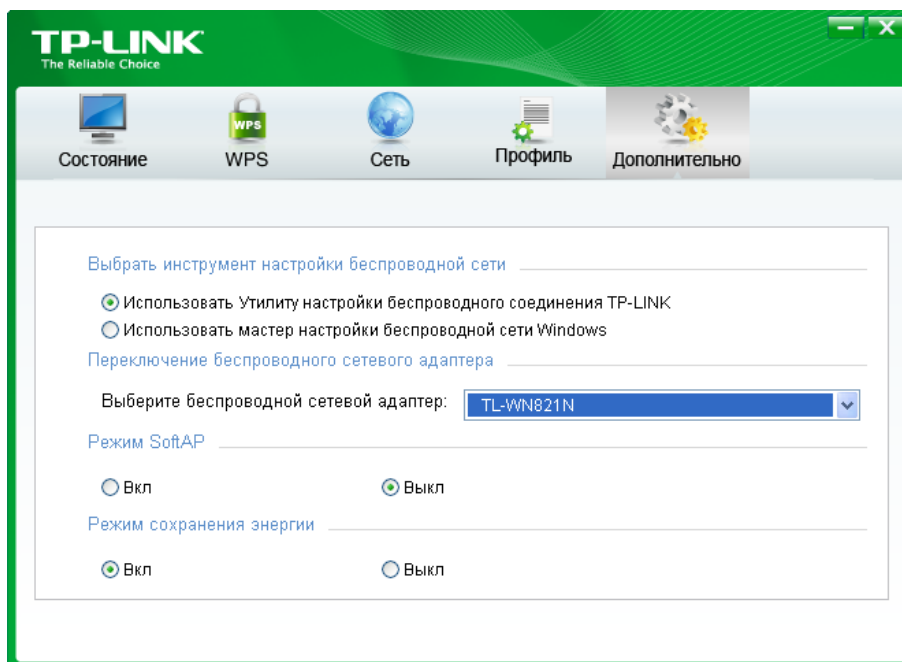 TP-LINK
The Reliable Choice
WPS
Состояние
WPS
Сеть
Профиль
Дополнительно
Выбрать инструмент настройки беспроводной сети
Использовать Утилиту настройки беспроводного соединения TP-LINK
Использовать мастер настройки беспроводной сети Windows
Переключение беспроводного сетевого адаптера
Выберите беспроводной сетевой адаптер: TL-WN821N
Режим SoftAP
Вкл Выкл
Режим сохранения энергии
Вкл Выкл